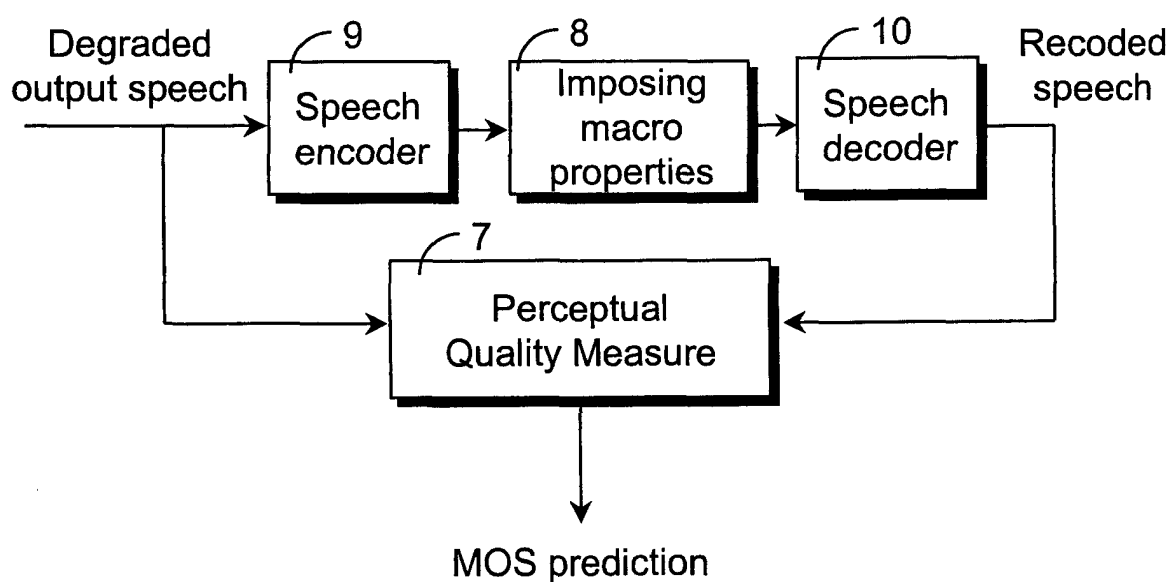 Degraded
output speech
9
Speech
encoder
8
Imposing
macro
properties
10
Speech
decoder
Recoded
speech
7
Perceptual
Quality Measure
MOS prediction